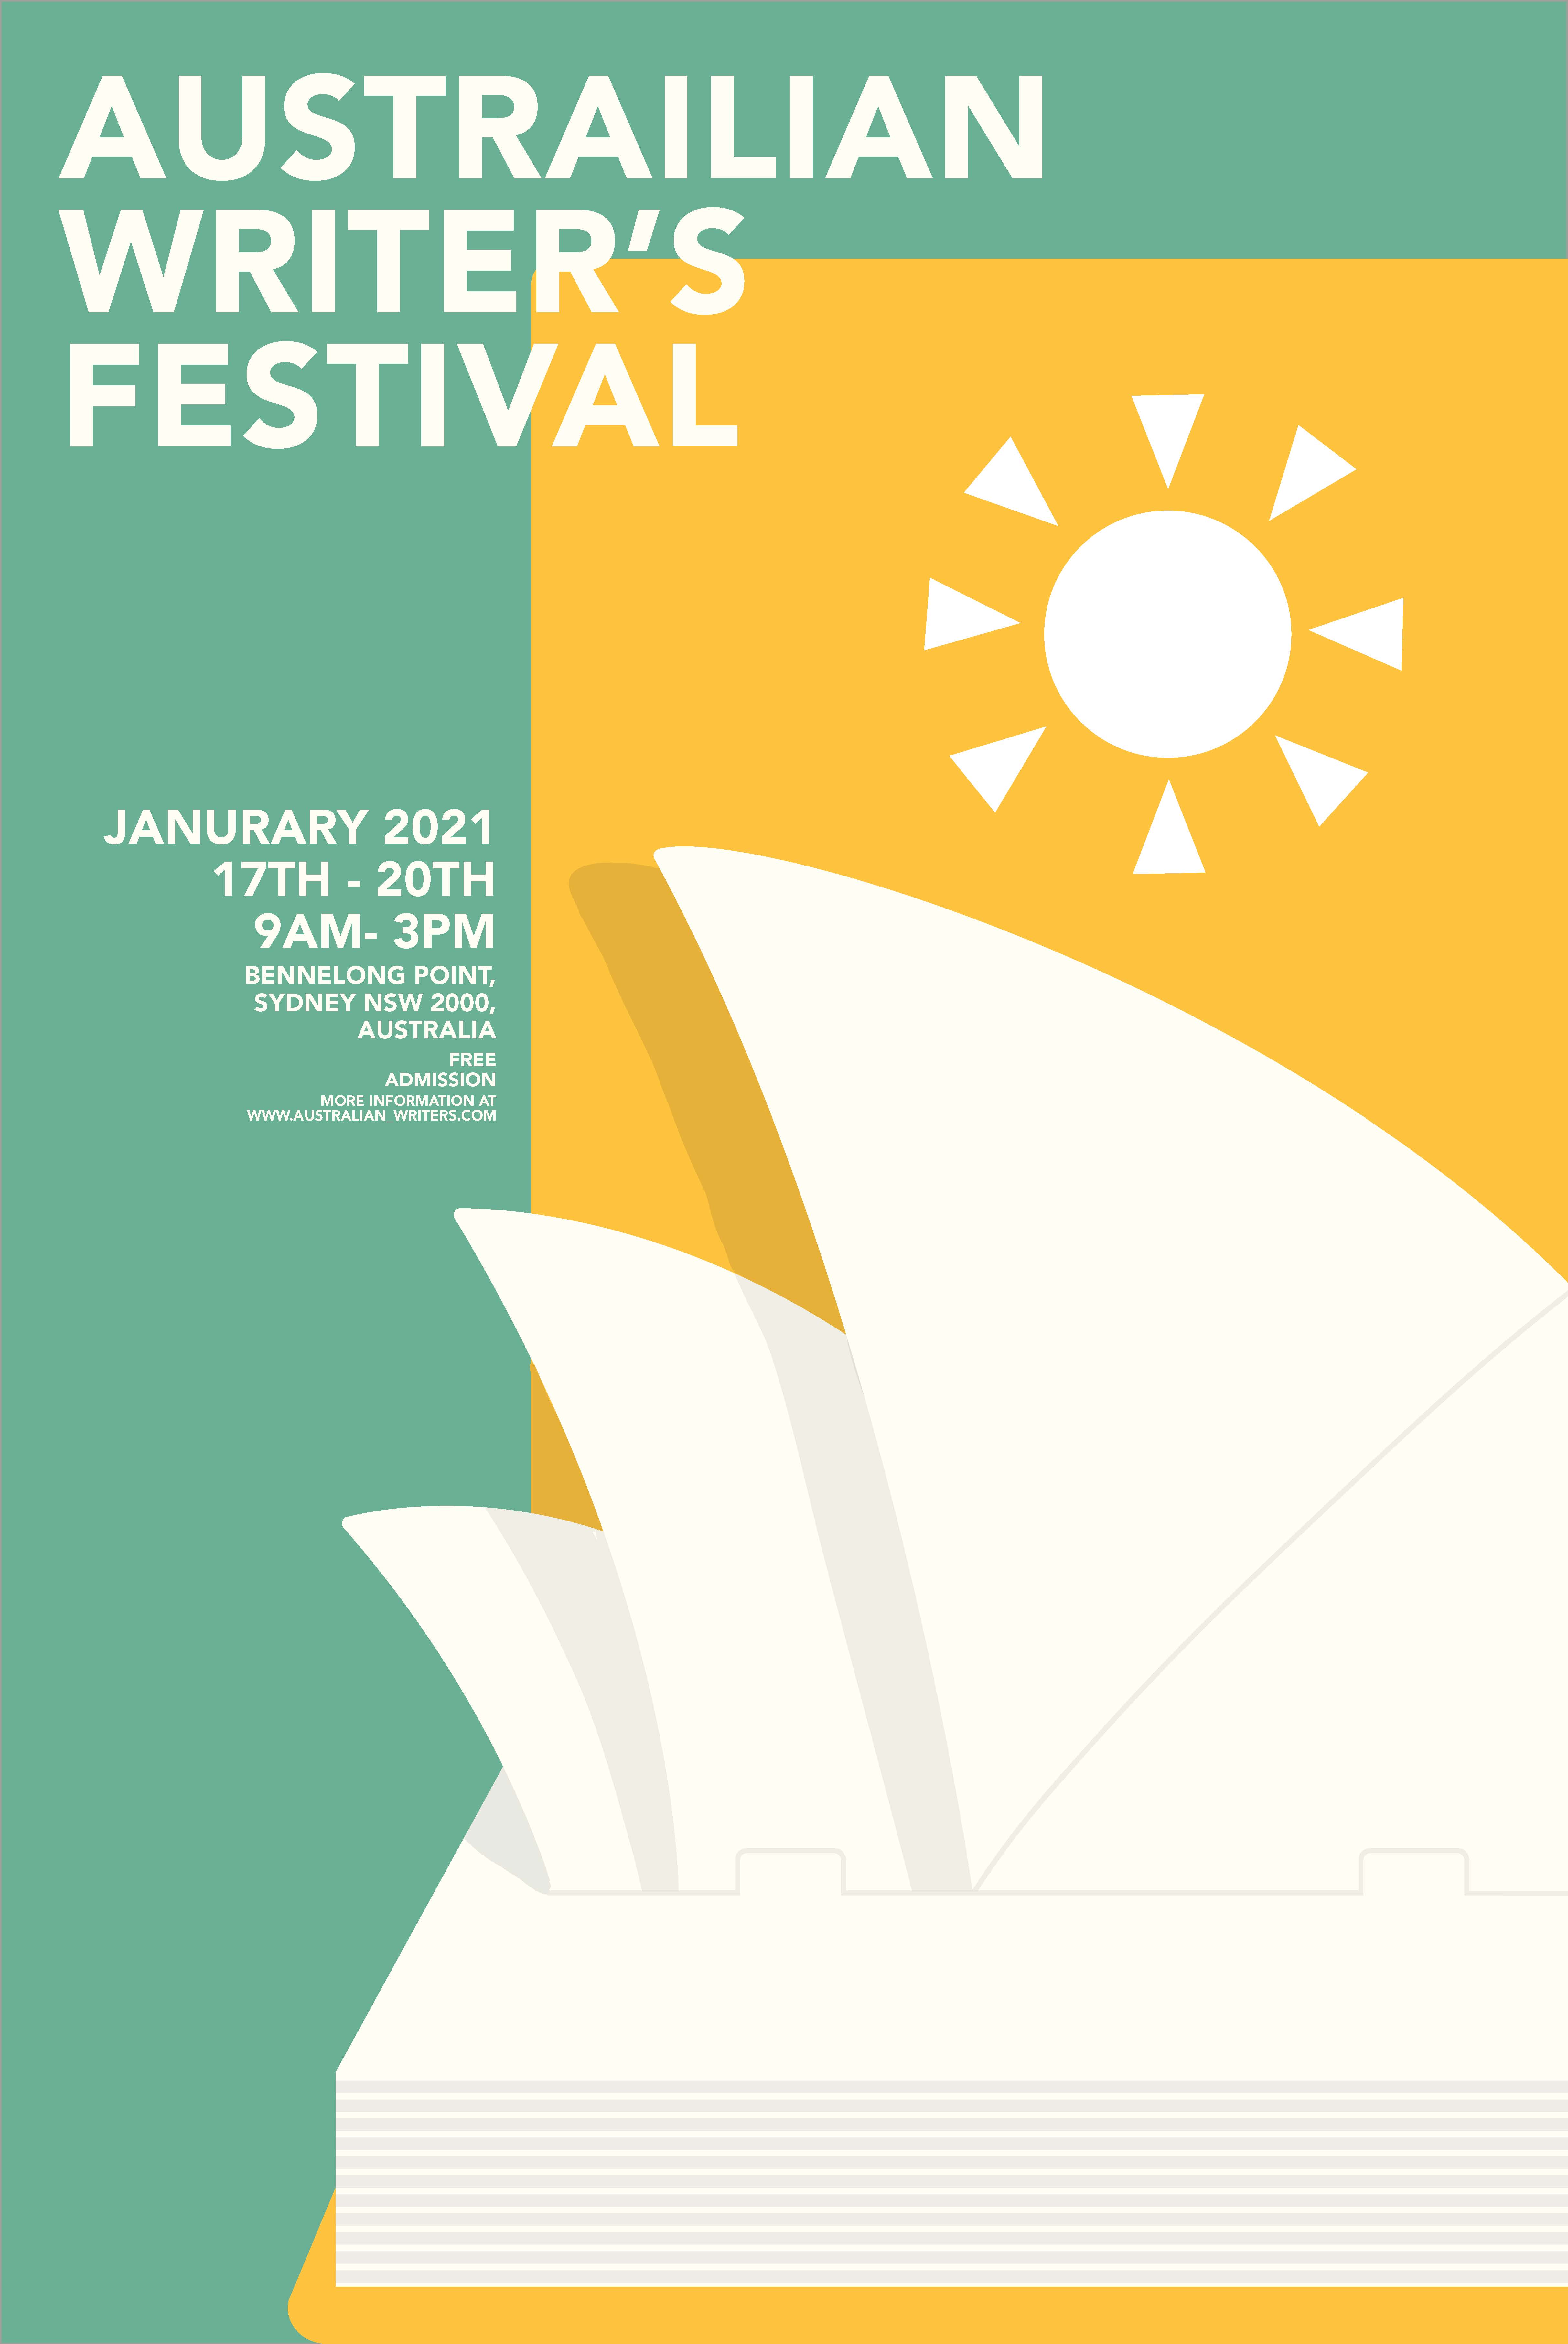 AUSTRAILIAN
WRITER'S
FESTIVAL
JANURARY 2021
17TH - 20TH
9AM- 3PM
BENNELONG POINT,
SYDNEY NSW 2000,
AUSTRALIA
FREE
ADMISSION
MORE INFORMATION AT
WWW.AUSTRALIAN_WRITERS.COM